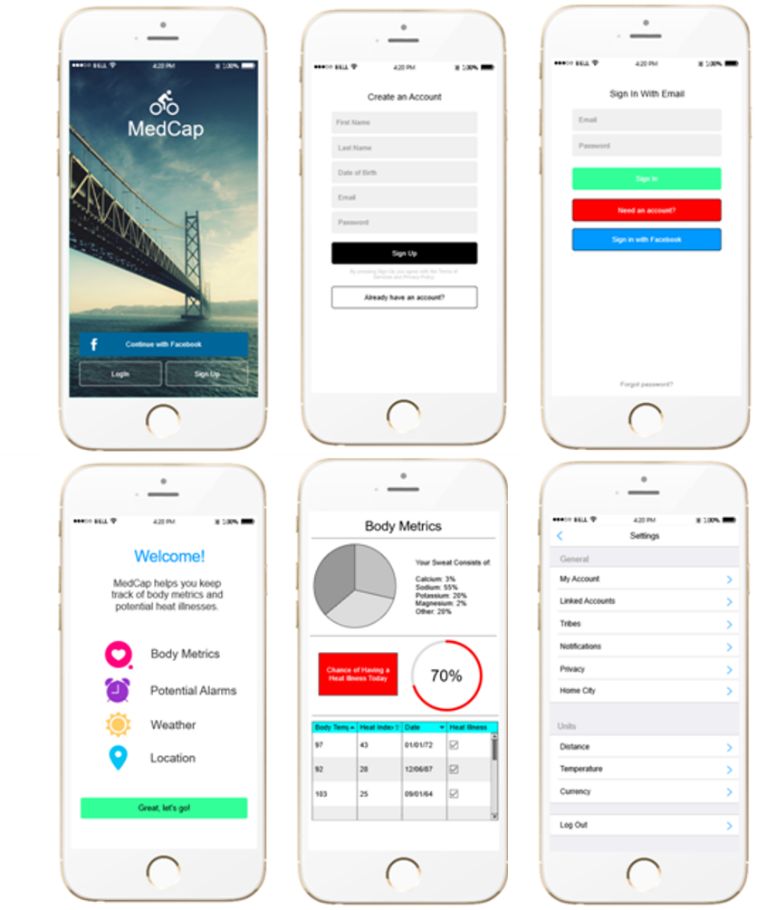 BELL 4:20 PM 100%
MedCap
f Continue with Facebook
LogIn Sign Up
BELL 4:20 PM 100%
Create an Account
First Name
Last Name
Date of Birth
Email
Password
Sign Up
By pressing Sign Up you agree with the Terms of
Services and Privacy Policy
Already have an account?
BELL 4:20 PM 100%
Sign In With Email
Email
Password
Sign in
Need an account?
Sign in with Facebook
Forgot password?
BELL 4:20 PM 100%
Welcome!
MedCap helps you keep
track of body metrics and
potential heat illnesses.
Body Metrics
Potential Alarms
Weather
Location
Great, let's go!
Body Metrics
Your Sweat Consists of:
Calcium: 3%
Sodium: 55%
Potassium: 20%
Magnesium: 2%
Other: 20%
Chance of Having a
Heat Illness Today
70%
Body Temp Heat Index Date Heat Illness
97 43 01/01/72
92 28 12/06/87
103 25 09/01/64
BELL 4:20 PM 100%
Settings
General
My Account
Linked Accounts
Tribes
Notifications
Privacy
Home City
Units
Distance
Temperature
Currency
Log Out